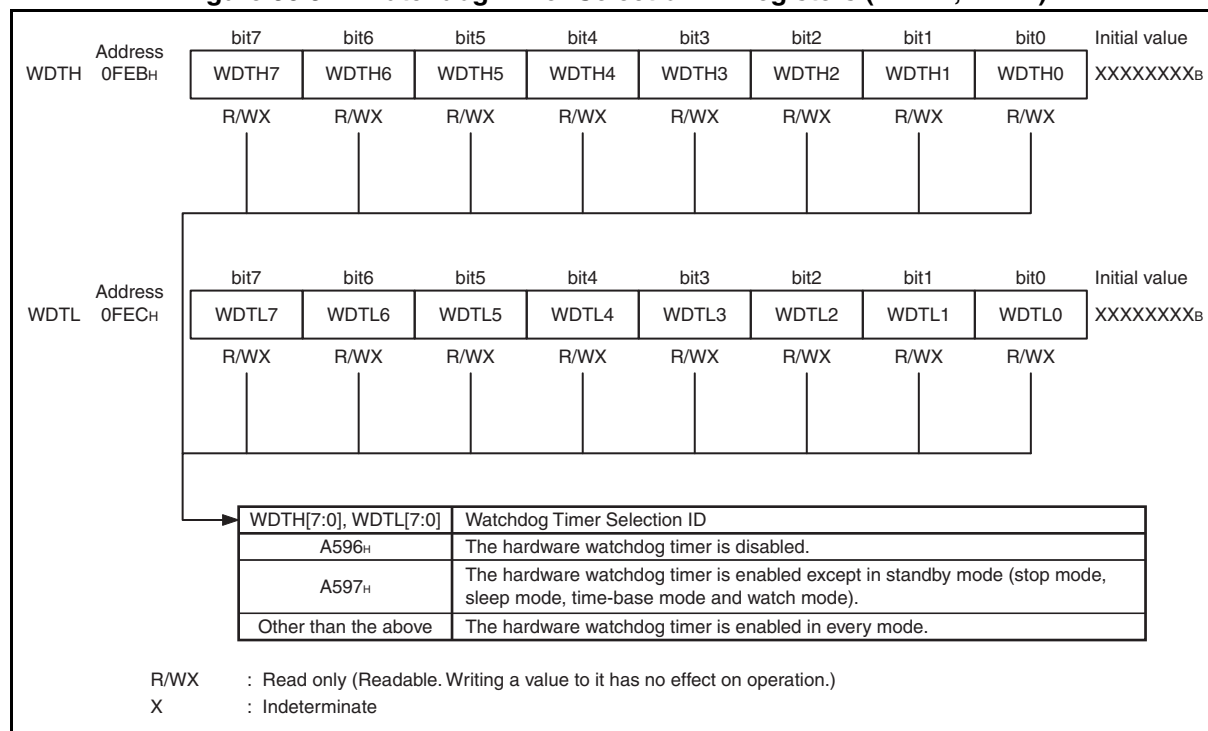 bit7 bit6 bit5 bit4 bit3 bit2 bit1 bit0 Initial value
Address
WDTH 0FEBH WDTH7 WDTH6 WDTH5 WDTH4 WDTH3 WDTH2 WDTH1 WDTH0 XXXXXXXXB
R/WX R/WX R/WX R/WX R/WX R/WX R/WX R/WX
bit7 bit6 bit5 bit4 bit3 bit2 bit1 bit0 Initial value
Address
WDTL 0FECH WDTL7 WDTL6 WDTL5 WDTL4 WDTL3 WDTL2 WDTL1 WDTL0 XXXXXXXXB
R/WX R/WX R/WX R/WX R/WX R/WX R/WX R/WX
WDTH[7:0], WDTL[7:0] Watchdog Timer Selection ID
A596H The hardware watchdog timer is disabled.
A597H The hardware watchdog timer is enabled except in standby mode (stop mode,
sleep mode, time-base mode and watch mode).
Other than the above The hardware watchdog timer is enabled in every mode.
R/WX : Read only (Readable. Writing a value to it has no effect on operation.)
X : Indeterminate